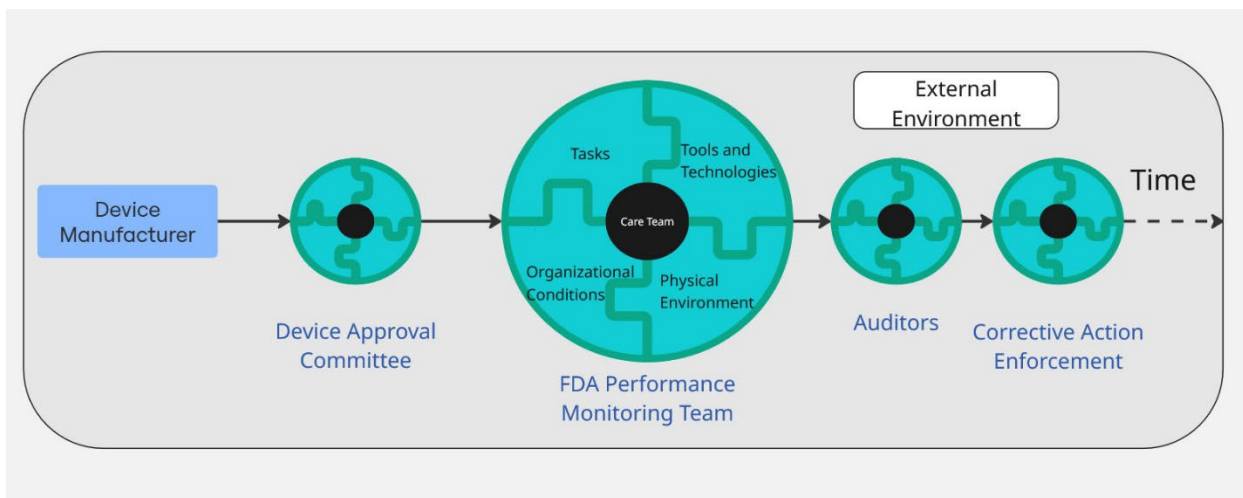 External
Environment
Time
Device
Manufacturer
Tasks
Tools and
Technologies
Care Team
Organizational
Conditions
Physical
Environment
Device Approval
Committee
FDA Performance
Monitoring Team
Auditors
Corrective Action
Enforcement